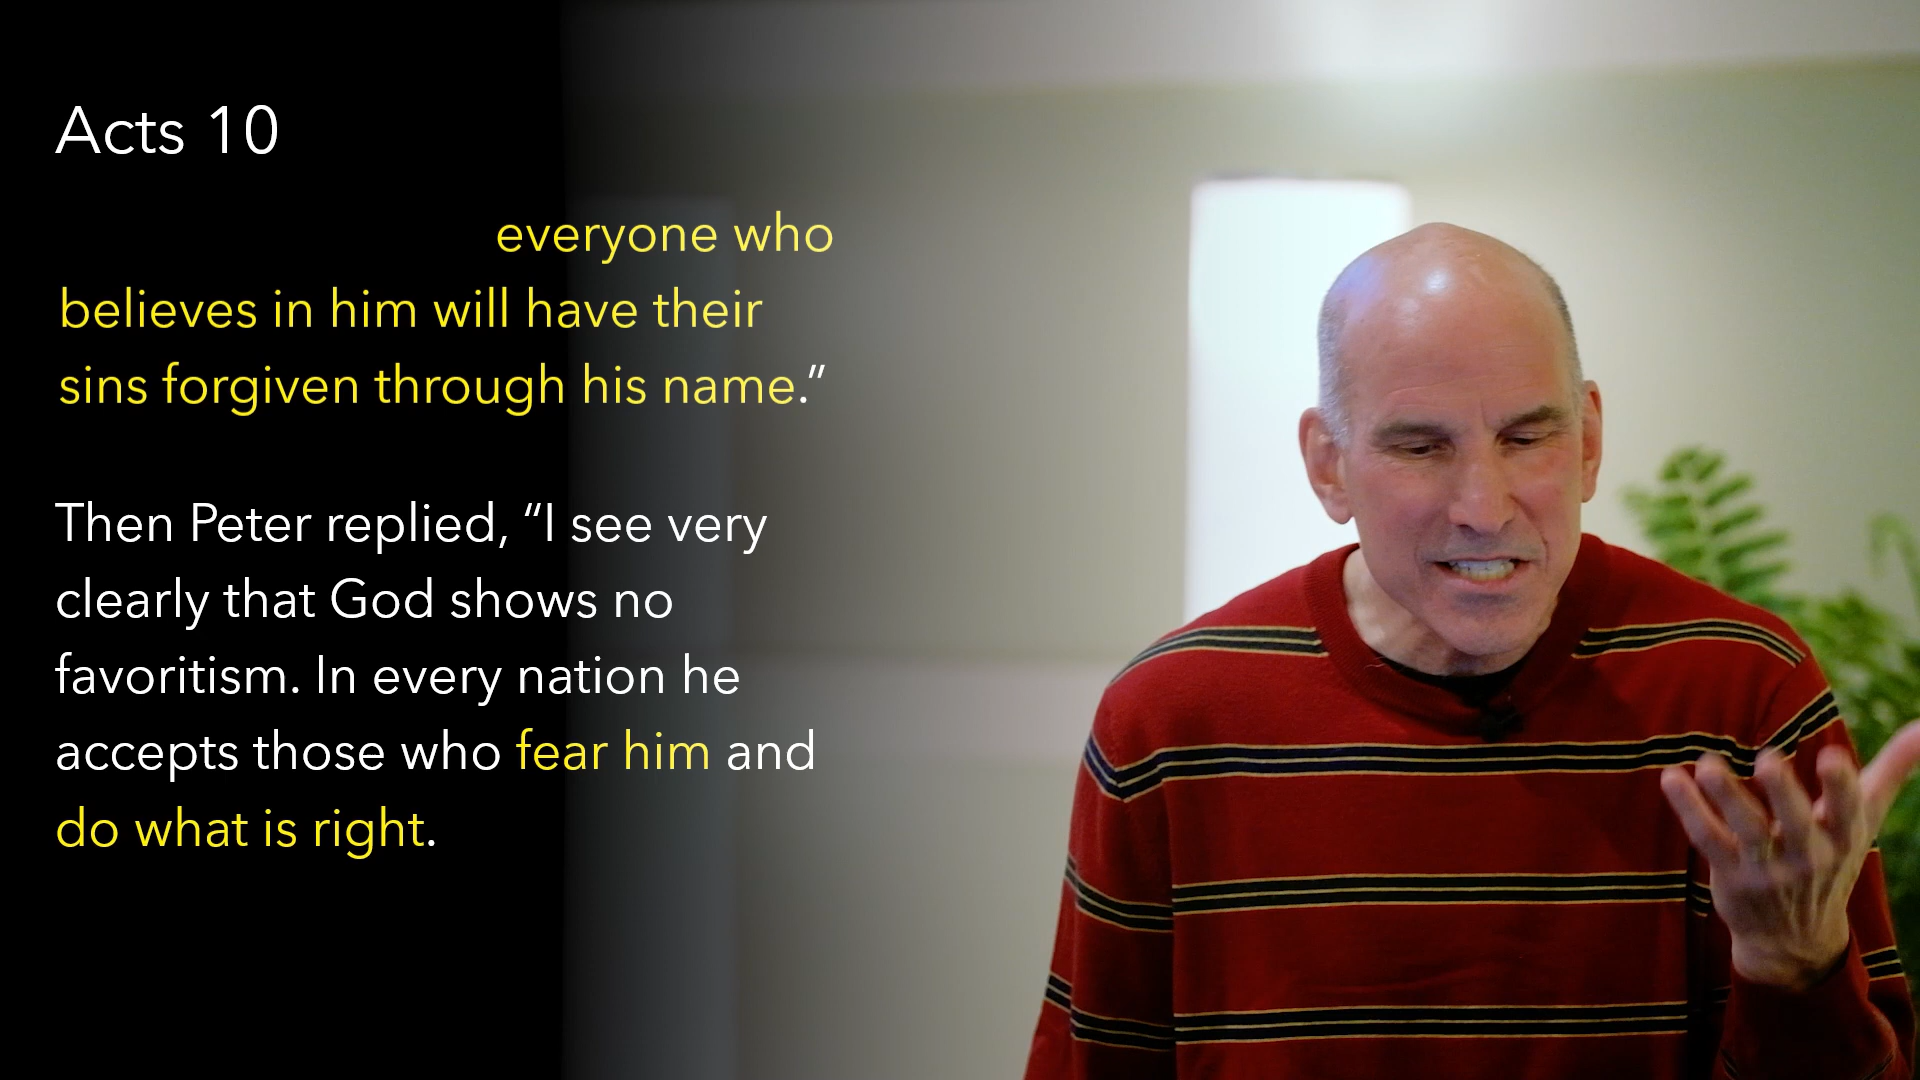 Acts 10
everyone who
believes in him will have their
sins forgiven through his name.”
Then Peter replied, “I see very
clearly that God shows no
favoritism. In every nation he
accepts those who fear him and
do what is right.